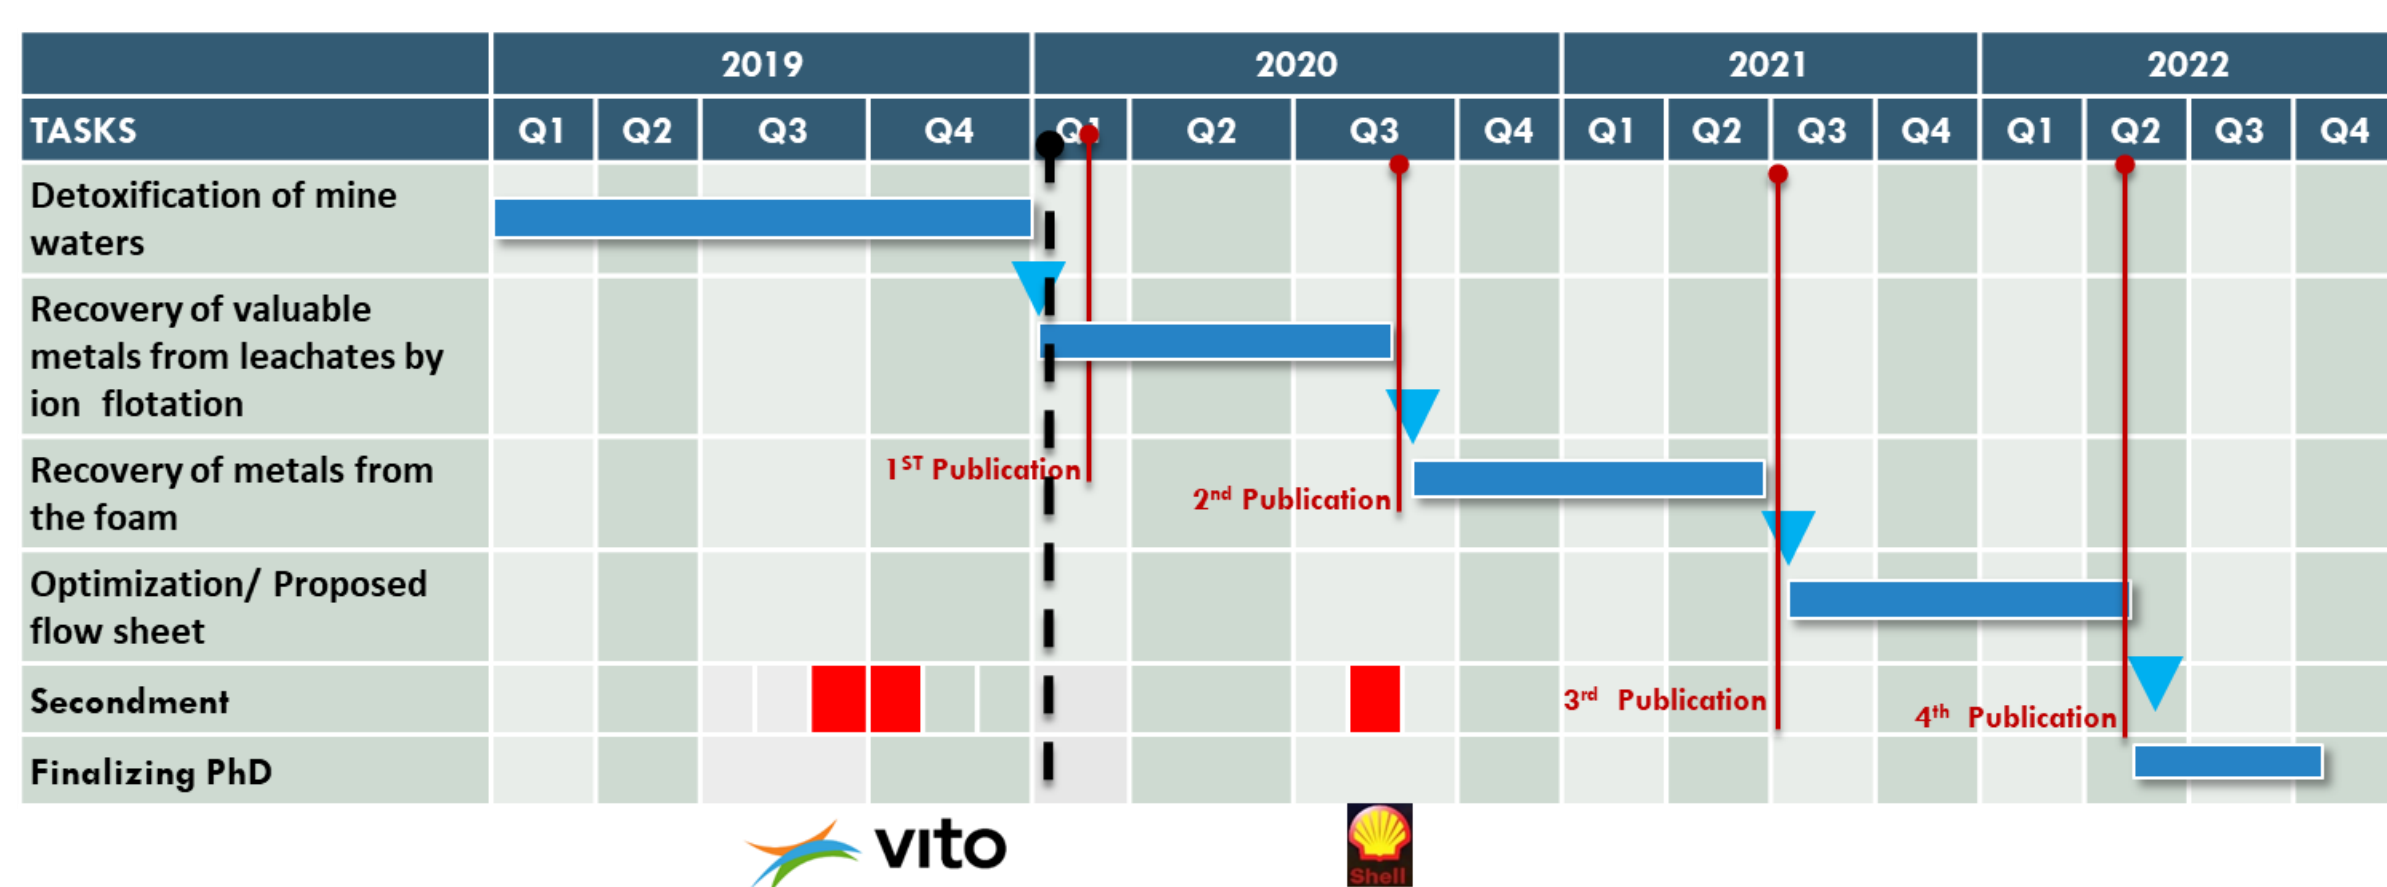 2019 2020 2021 2022
TASKS Q1 Q2 Q3 Q4 Q1 Q2 Q3 Q4 Q1 Q2 Q3 Q4 Q1 Q2 Q3 Q4
Detoxification of mine
waters
Recovery of valuable
metals from leachates by
ion flotation
Recovery of metals from
the foam
1ST Publication
2nd Publication
Optimization/ Proposed
flow sheet
Secondment
3rd Publication
4th Publication
Finalizing PhD
vito
Shell